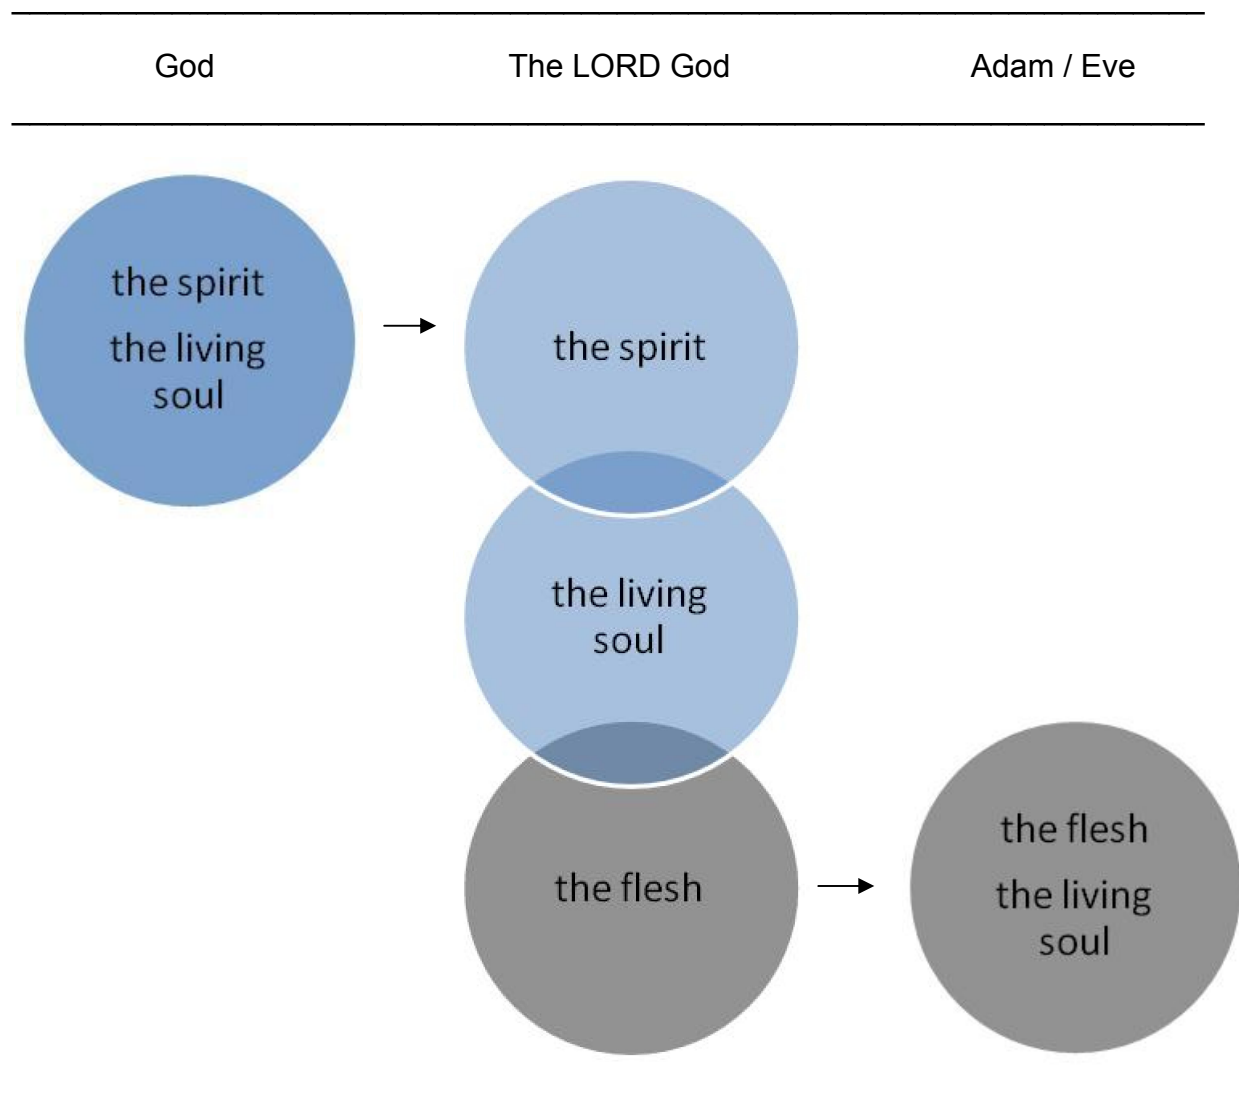 God
The LORD God
Adam / Eve
the spirit
the living
soul
the spirit
the living
soul
the flesh
the flesh
the living
soul